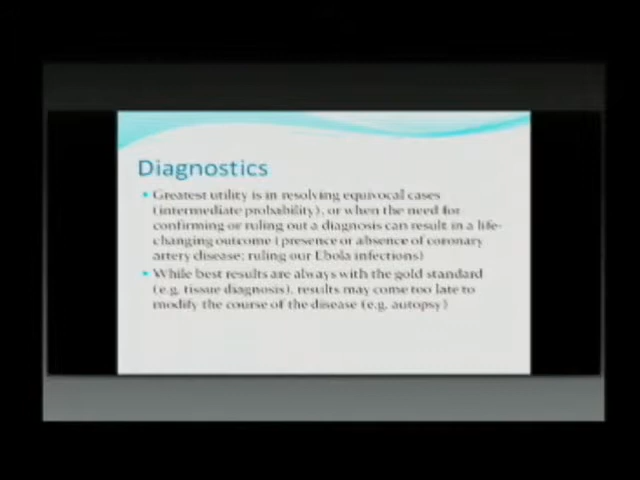 Diagnostics
• Greatest utility is in resolving equivocal cases
(intermediate probability), or when the need for
confirming or ruling out a diagnosis can result in a life-
changing outcome (presence or absence of coronary
artery disease; ruling our Ebola infections)
• While best results are always with the gold standard
(e.g. tissue diagnosis), results may come too late to
modify the course of the disease (e.g. autopsy)